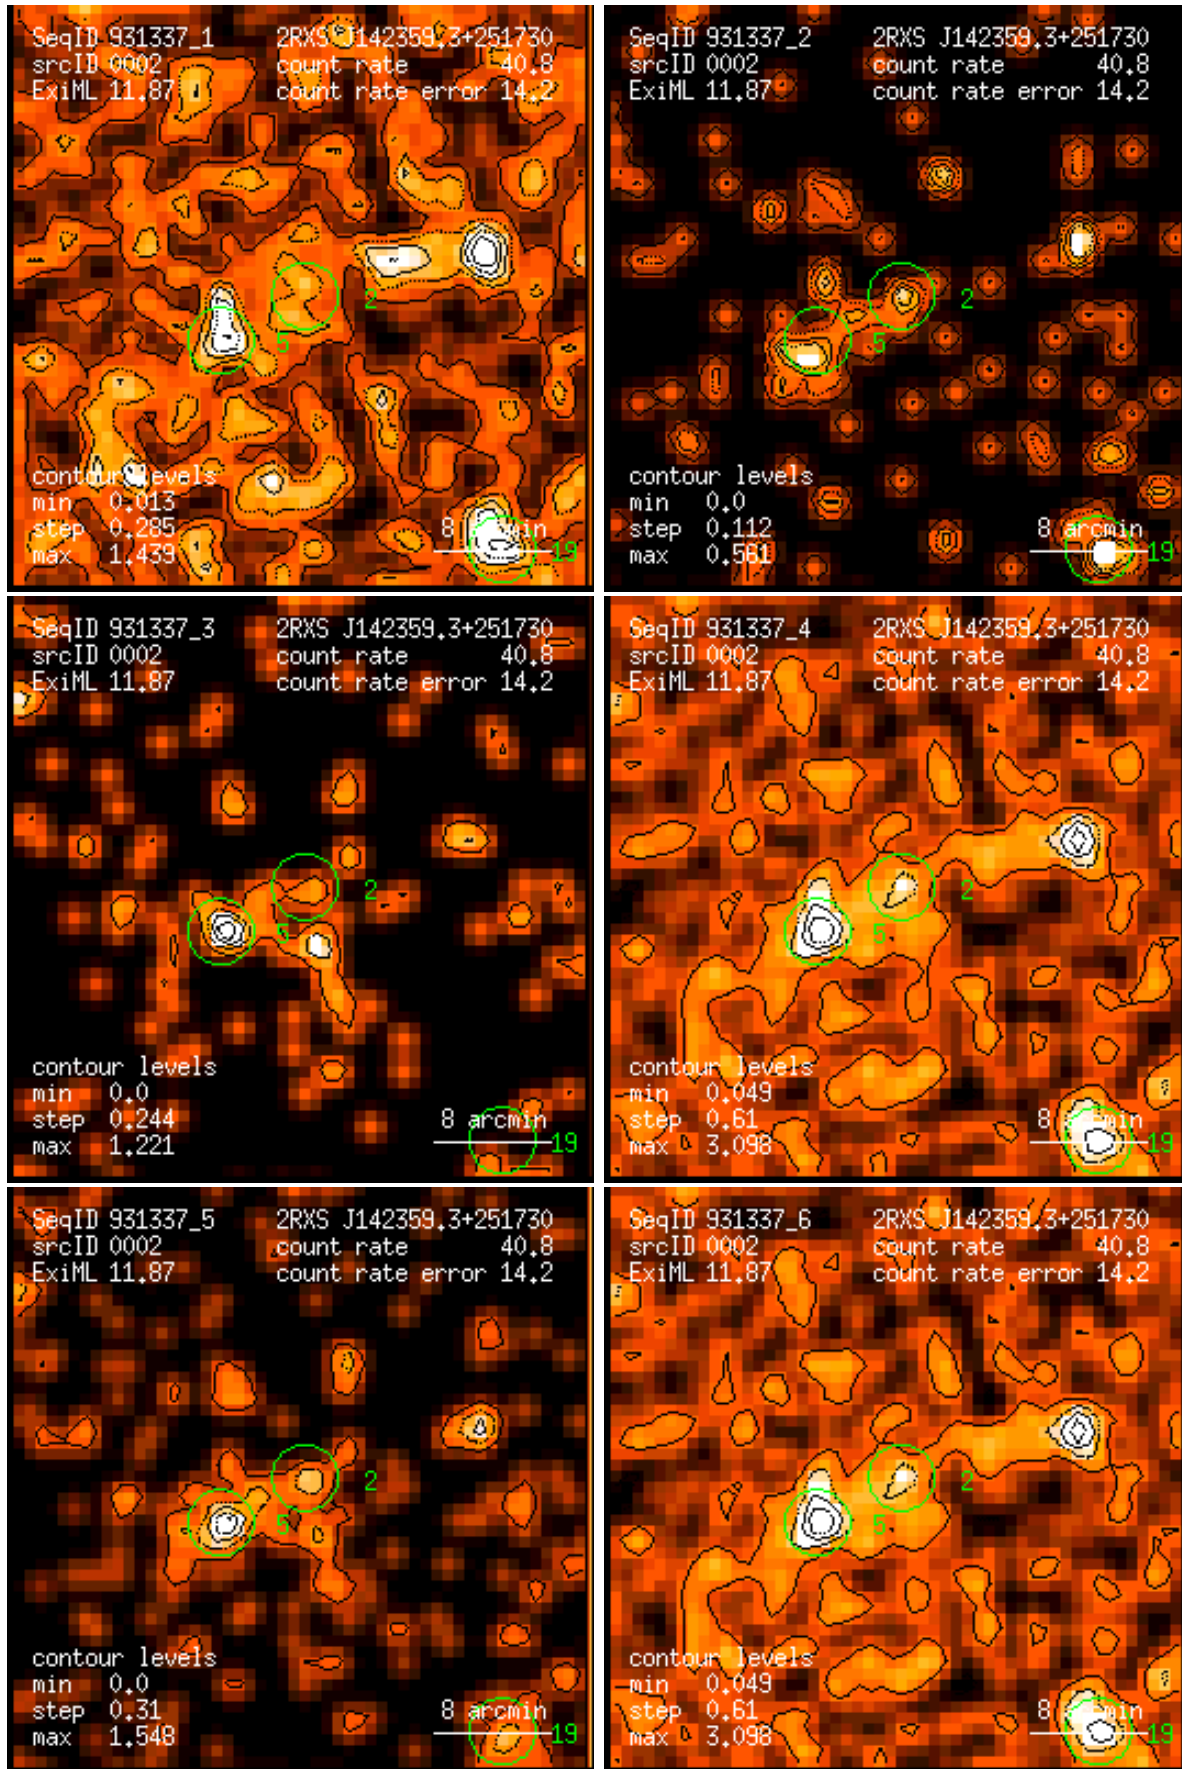 SeqID 931337_1 2RXS J142359.3+251730
srcID 0002 count rate 40.8
ExiML 11.87 count rate error 14.2
2
5
contour levels
min 0.013
step 0.285 8 arcmin
max 1.439 19
SeqID 931337_2 2RXS J142359.3+251730
srcID 0002 count rate 40.8
ExiML 11.87 count rate error 14.2
2
5
contour levels
min 0.0
step 0.112 8 arcmin
max 0.561 19
SeqID 931337_3 2RXS J142359.3+251730
srcID 0002 count rate 40.8
ExiML 11.87 count rate error 14.2
2
5
contour levels
min 0.0
step 0.244 8 arcmin
max 1.221 19
SeqID 931337_4 2RXS J142359.3+251730
srcID 0002 count rate 40.8
ExiML 11.87 count rate error 14.2
2
5
contour levels
min 0.049
step 0.61 8 arcmin
max 3.098 19
SeqID 931337_5 2RXS J142359.3+251730
srcID 0002 count rate 40.8
ExiML 11.87 count rate error 14.2
2
5
contour levels
min 0.0
step 0.31 8 arcmin
max 1.548 19
SeqID 931337_6 2RXS J142359.3+251730
srcID 0002 count rate 40.8
ExiML 11.87 count rate error 14.2
2
5
contour levels
min 0.049
step 0.61 8 arcmin
max 3.098 19